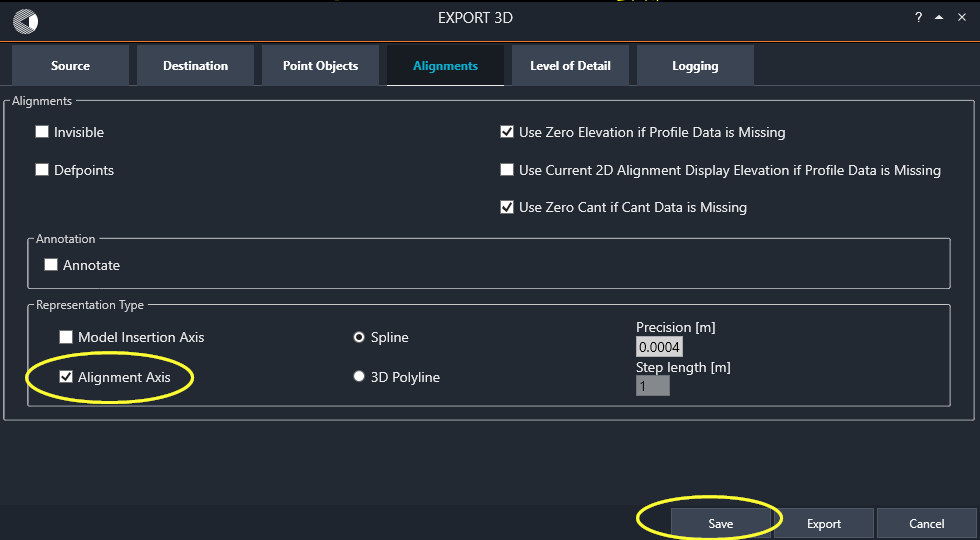 EXPORT 3D
?
Source Destination Point Objects Alignments Level of Detail Logging
Alignments
Invisible
Use Zero Elevation if Profile Data is Missing
Defpoints
Use Current 2D Alignment Display Elevation if Profile Data is Missing
Use Zero Cant if Cant Data is Missing
Annotation
Annotate
Representation Type
Model Insertion Axis
Spline
Precision [m]
0.0004
Alignment Axis
3D Polyline
Step length [m]
1
Save Export Cancel